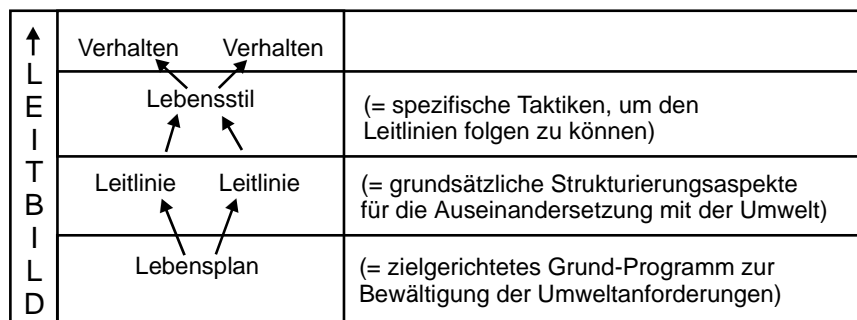 LEITBILD
Verhalten Verhalten
Lebensstil
(= spezifische Taktiken, um den
Leitlinien folgen zu können)
Leitlinie Leitlinie
(= grundsätzliche Strukturierungsaspekte
für die Auseinandersetzung mit der Umwelt)
Lebensplan
(= zielgerichtetes Grund-Programm zur
Bewältigung der Umweltanforderungen)